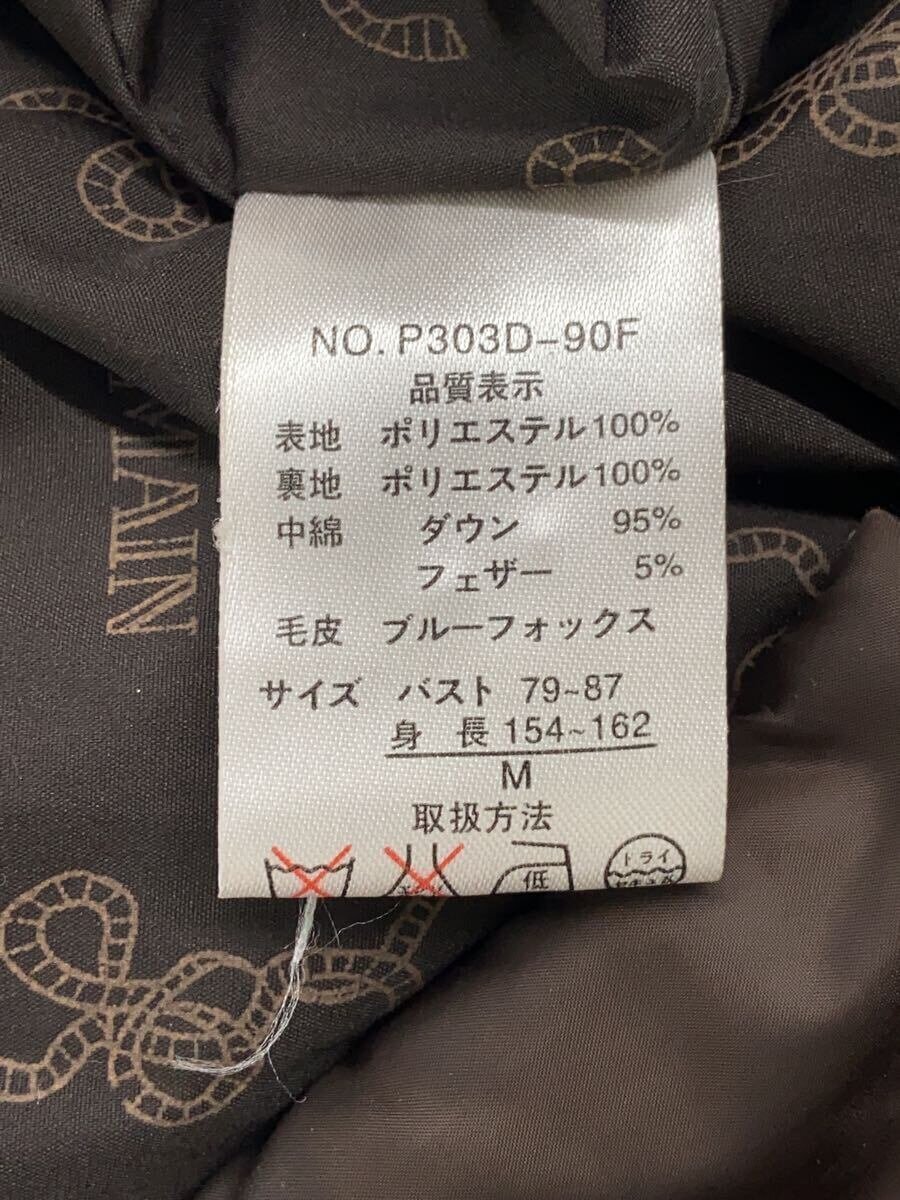 NO. P303D-90F
品質表示
表地 ポリエステル100%
裏地 ポリエステル100%
中綿 ダウン 95%
フェザー 5%
毛皮 ブルーフォックス
サイズ バスト 79~87
身 長 154~162
M
取扱方法
低
ドライ